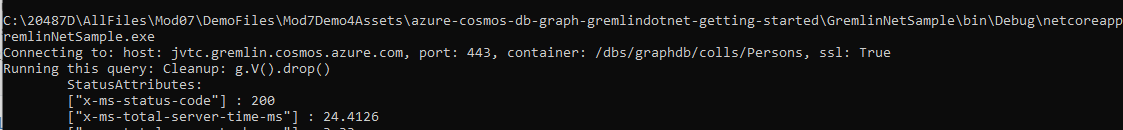 C:\20487D\AllFiles\Mod07\DemoFiles\Mod7Demo4Assets\azure-cosmos-db-graph-gremlindotnet-getting-started\GremlinNetSample\bin\Debug\netcoreapp
remlinNetSample.exe
Connecting to: host: jvtc.gremlin.cosmos.azure.com, port: 443, container: /dbs/graphdb/colls/Persons, ssl: True
Running this query: Cleanup: g.V().drop()
StatusAttributes:
["x-ms-status-code"] : 200
["x-ms-total-server-time-ms"] : 24.4126